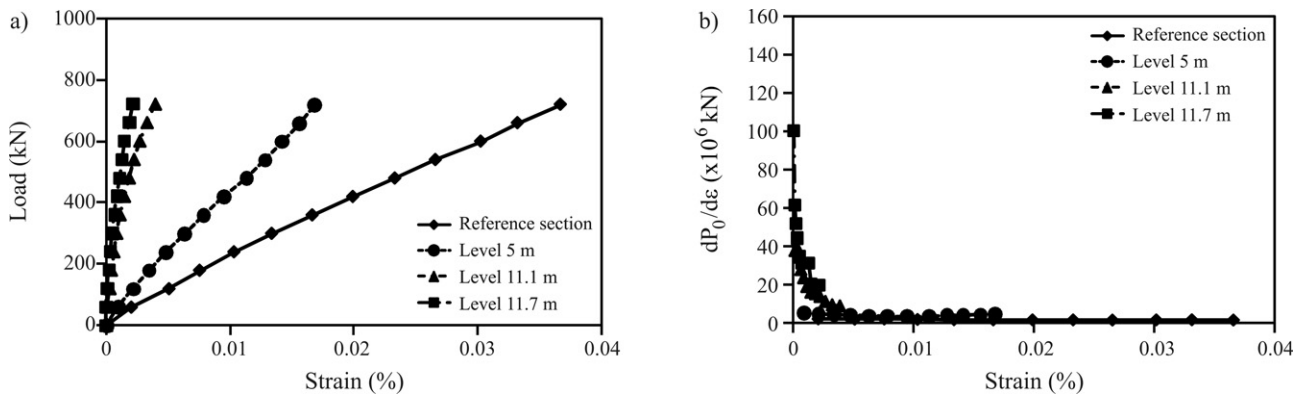 a)
1000
800
600
400
200
0
Load (kN)
Reference section
Level 5 m
Level 11.1 m
Level 11.7 m
0 0.01 0.02 0.03 0.04
Strain (%)
b)
160
140
120
100
80
60
40
20
0
dP₀/dε (x10⁶ kN)
Reference section
Level 5 m
Level 11.1 m
Level 11.7 m
0 0.01 0.02 0.03 0.04
Strain (%)